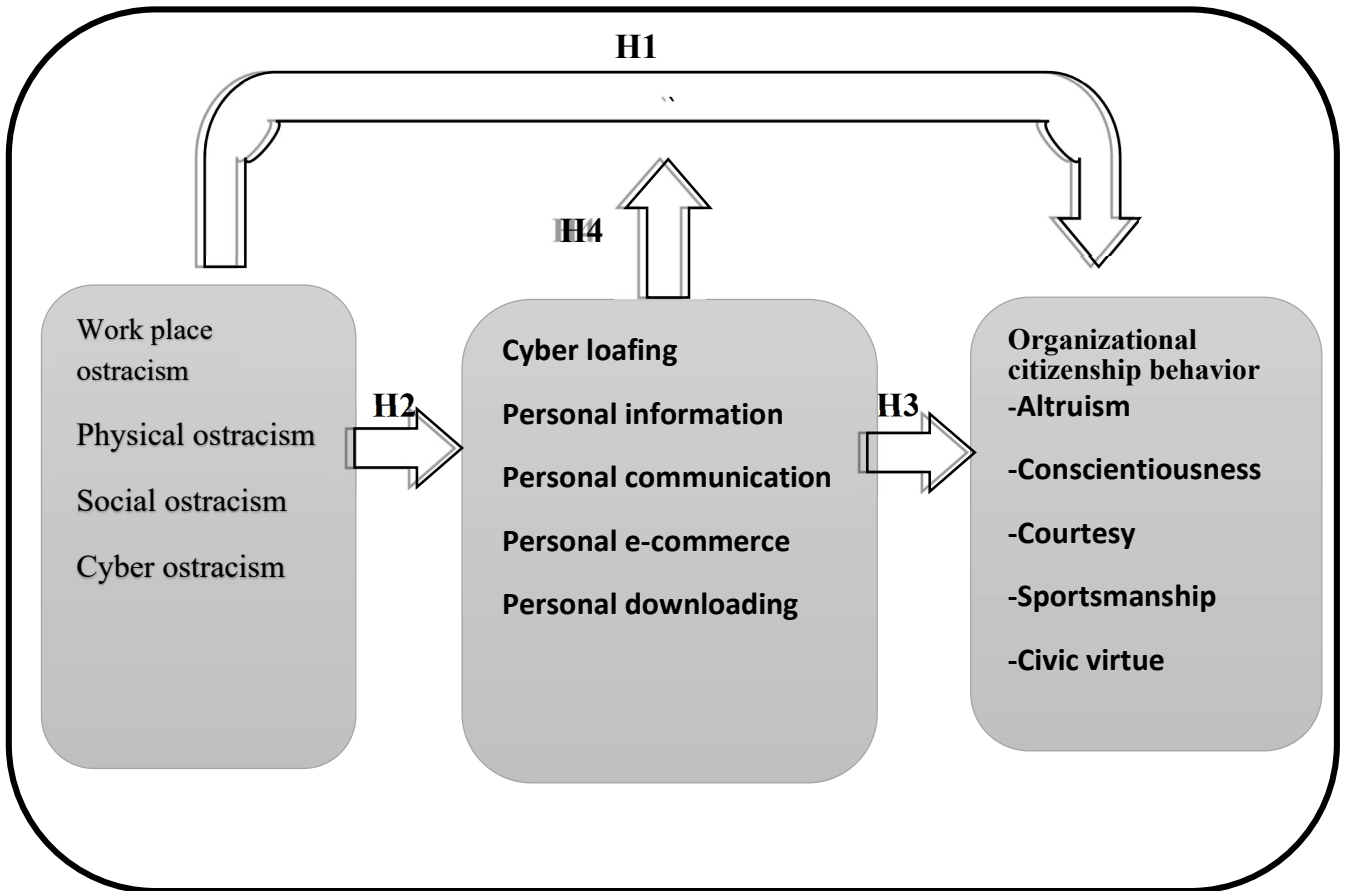 H1
H4
Work place
ostracism
Physical ostracism
Social ostracism
Cyber ostracism
H2
Cyber loafing
Personal information
Personal communication
Personal e-commerce
Personal downloading
H3
Organizational
citizenship behavior
-Altruism
-Conscientiousness
-Courtesy
-Sportsmanship
-Civic virtue